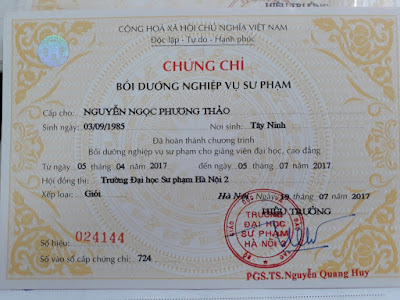 HIỆU TRƯỞNG
CỘNG HOÀ XÃ HỘI CHỦ NGHĨA VIỆT NAM
Độc lập - Tự do - Hạnh phúc
CHỨNG CHỈ
BỒI DƯỠNG NGHIỆP VỤ SƯ PHẠM
Cấp cho: NGUYỄN NGỌC PHƯƠNG THẢO
Sinh ngày: 03/09/1985 Nơi sinh: Tây Ninh
Đã hoàn thành chương trình
Bồi dưỡng nghiệp vụ sư phạm cho giảng viên đại học, cao đẳng
Từ ngày 05 tháng 04 năm 2017 đến ngày 05 tháng 07 năm 2017
Hội đồng thi: Trường Đại học Sư phạm Hà Nội 2
Xếp loại: Giỏi
Hà Nội, Ngày 19 tháng 07 năm 2017
HIỆU TRƯỞNG
TRƯỜNG
ĐẠI HỌC
SƯ PHẠM
HÀ NỘI 2
Số hiệu: 024144
Vào sổ cấp chứng chỉ: 724
PGS.TS.Nguyễn Quang Huy